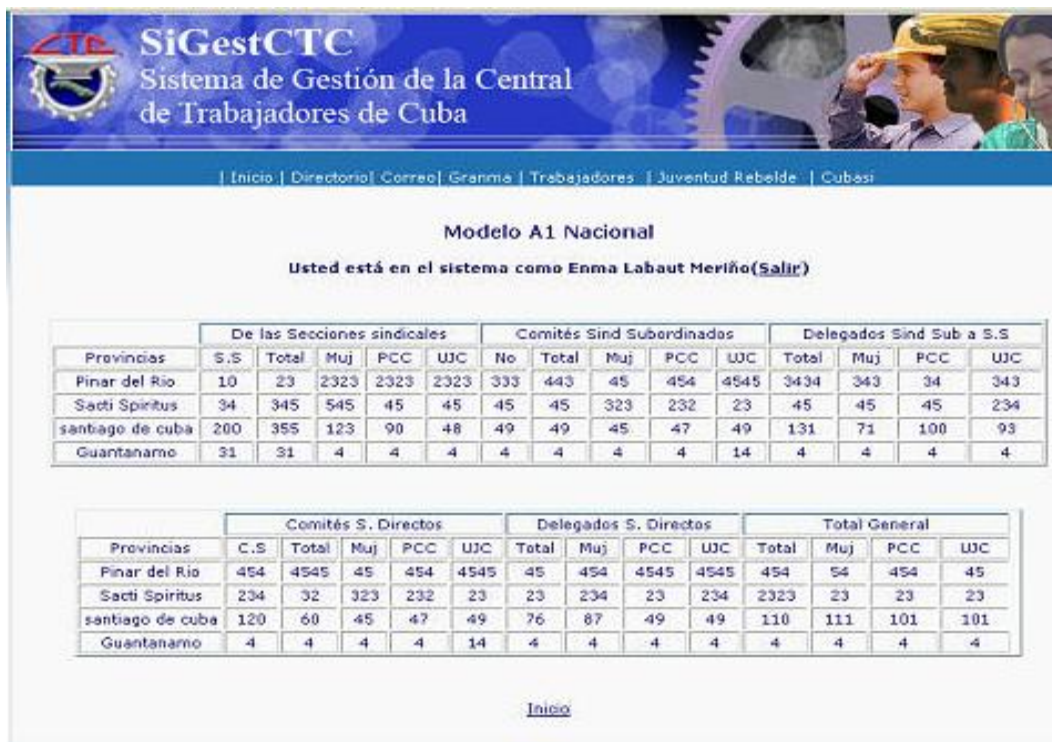 CTC
SiGestCTC
Sistema de Gestión de la Central
de Trabajadores de Cuba
| Inicio | Directorio| Correo| Granma | Trabajadores | Juventud Rebelde | Cubasi
Modelo A1 Nacional
Usted está en el sistema como Enma Labaut Meriño(Salir)
De las Secciones sindicales Comités Sind Subordinados Delegados Sind Sub a S.S
Provincias S.S Total Muj PCC UJC No Total Muj PCC UJC Total Muj PCC UJC
Pinar del Rio 10 23 2323 2323 2323 333 443 45 454 4545 3434 343 34 343
Sacti Spiritus 34 345 545 45 45 45 45 323 232 23 45 45 45 234
santiago de cuba 200 355 123 90 48 49 49 45 47 49 131 71 100 93
Guantanamo 31 31 4 4 4 4 4 4 4 14 4 4 4 4
Comités S. Directos Delegados S. Directos Total General
Provincias C.S Total Muj PCC UJC Total Muj PCC UJC Total Muj PCC UJC
Pinar del Rio 454 4545 45 454 4545 45 454 4545 4545 454 54 454 45
Sacti Spiritus 234 32 323 232 23 23 234 23 234 2323 23 23 23
santiago de cuba 120 60 45 47 49 76 87 49 49 110 111 101 101
Guantanamo 4 4 4 4 14 4 4 4 4 4 4 4 4
Inicio